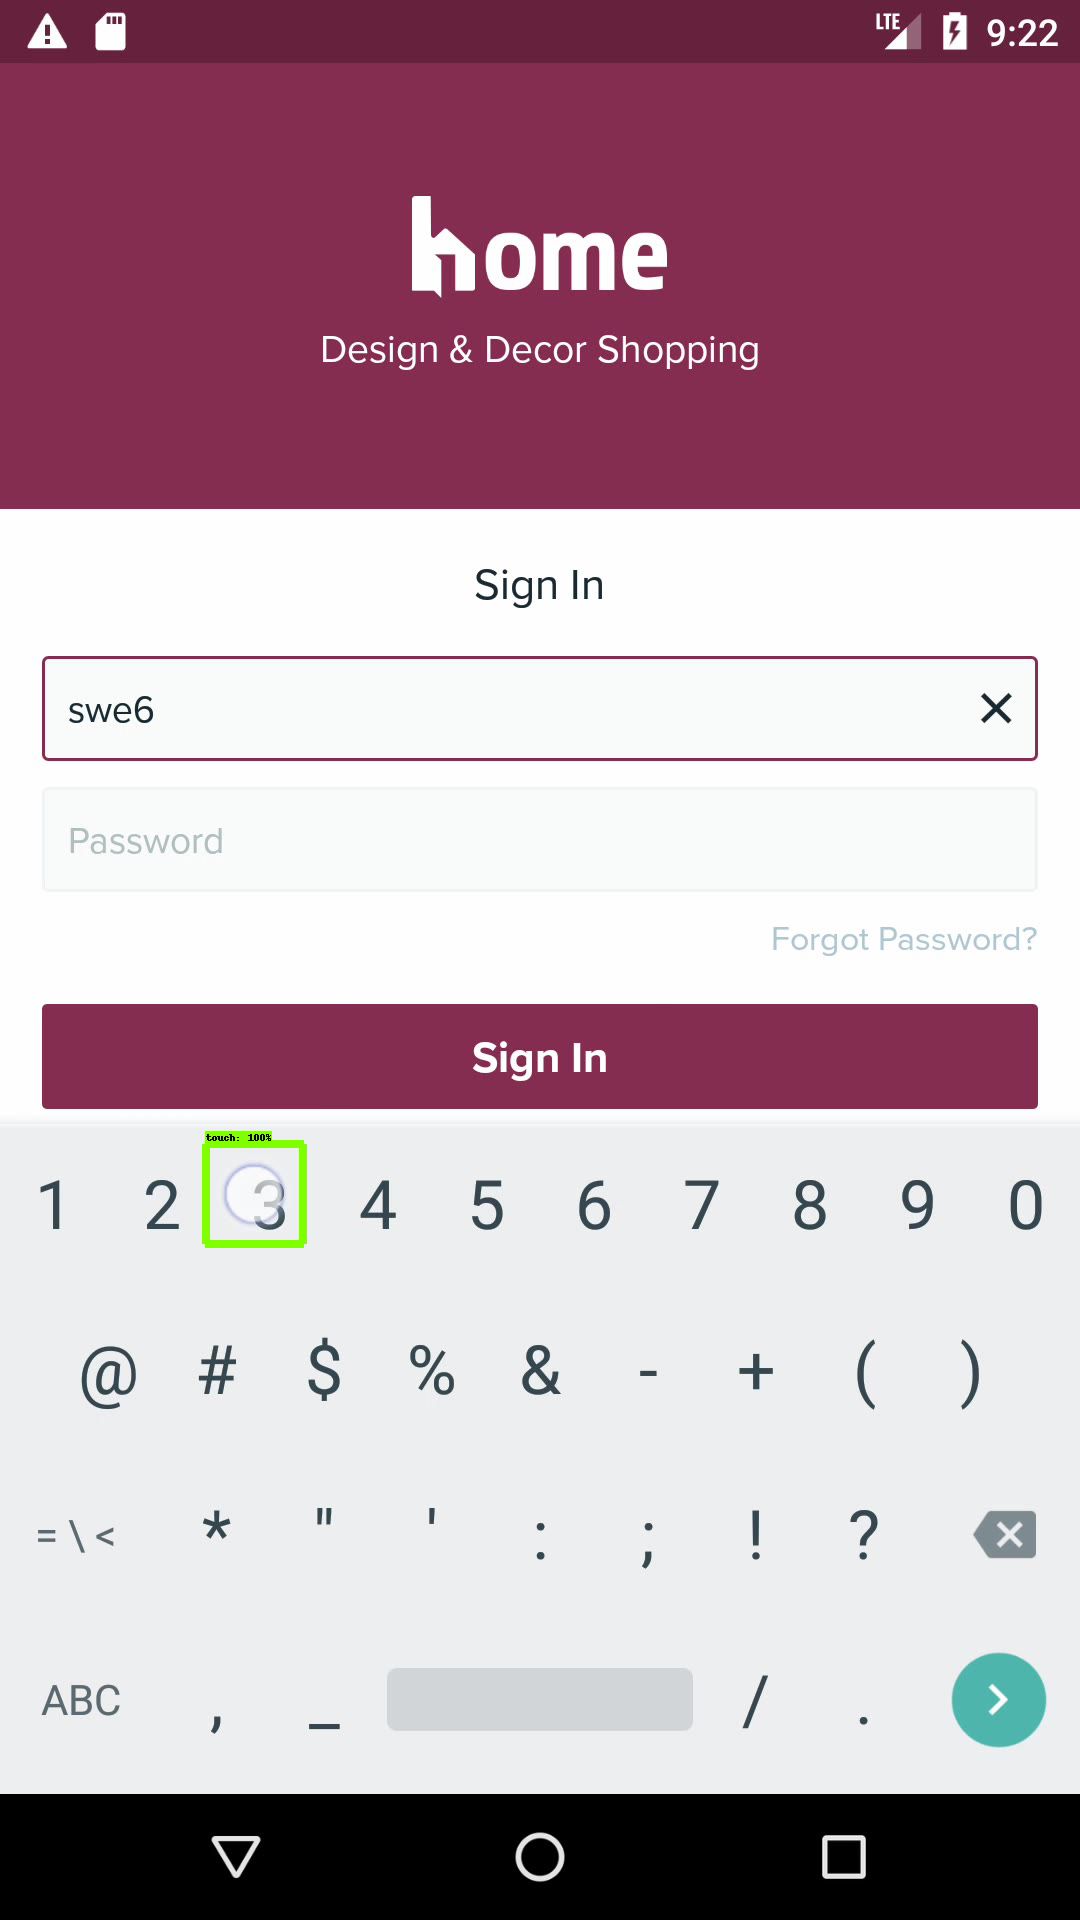 LTE 9:22
home
Design & Decor Shopping
Sign In
swe6
Password
Forgot Password?
Sign In
touch: 100%
1 2 3 4 5 6 7 8 9 0
@ # $ % & - + ( )
= \ < * " ' : ; ! ?
ABC , _ / .